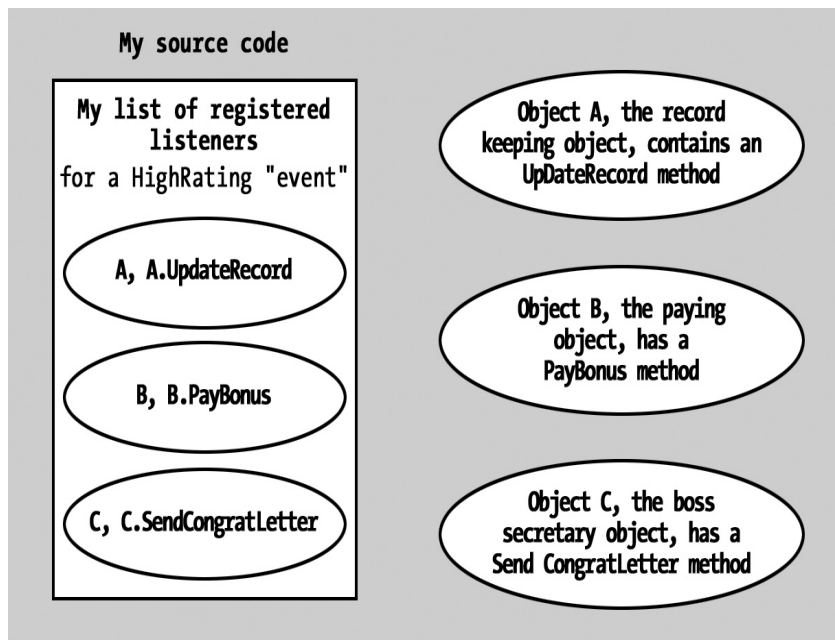 My source code
My list of registered
listeners
for a HighRating "event"
A, A.UpdateRecord
B, B.PayBonus
C, C.SendCongratLetter
Object A, the record
keeping object, contains an
UpDateRecord method
Object B, the paying
object, has a
PayBonus method
Object C, the boss
secretary object, has a
Send CongratLetter method